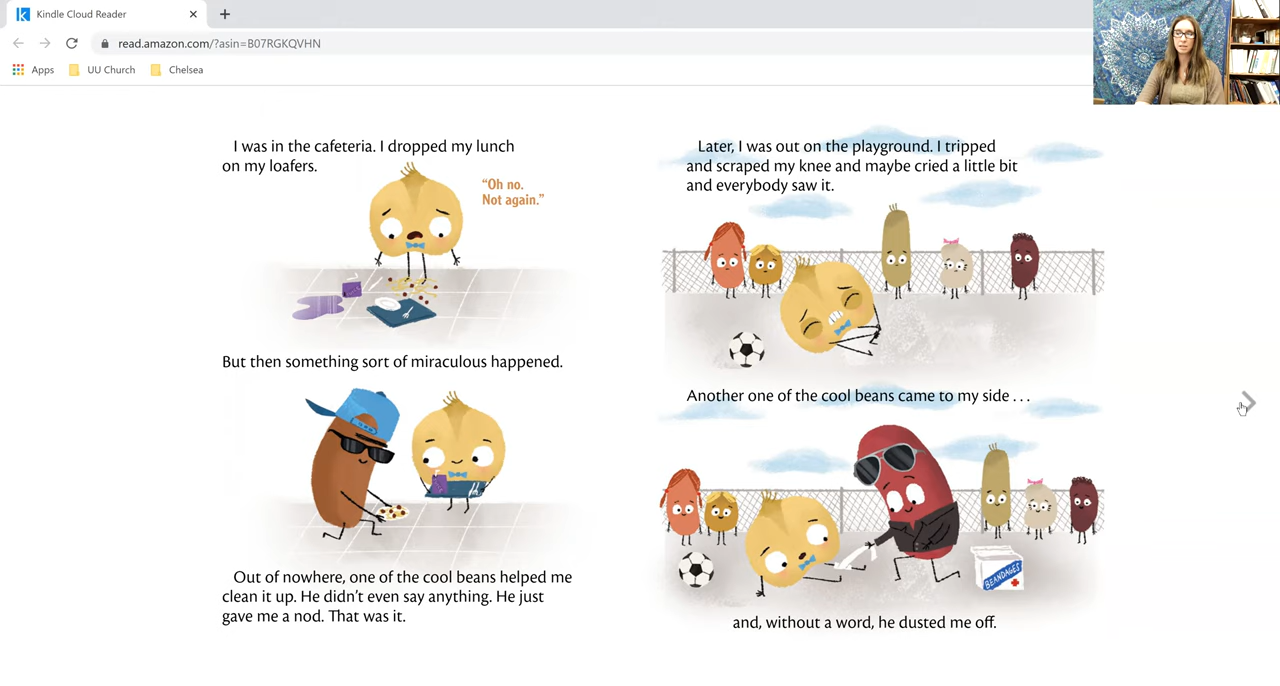 Kindle Cloud Reader
read.amazon.com/?asin=B07RGKQVHN
Apps
UU Church
Chelsea
I was in the cafeteria. I dropped my lunch
on my loafers.
“Oh no.
Not again.”
But then something sort of miraculous happened.
Out of nowhere, one of the cool beans helped me
clean it up. He didn’t even say anything. He just
gave me a nod. That was it.
Later, I was out on the playground. I tripped
and scraped my knee and maybe cried a little bit
and everybody saw it.
Another one of the cool beans came to my side . . .
BEANDAGES
and, without a word, he dusted me off.